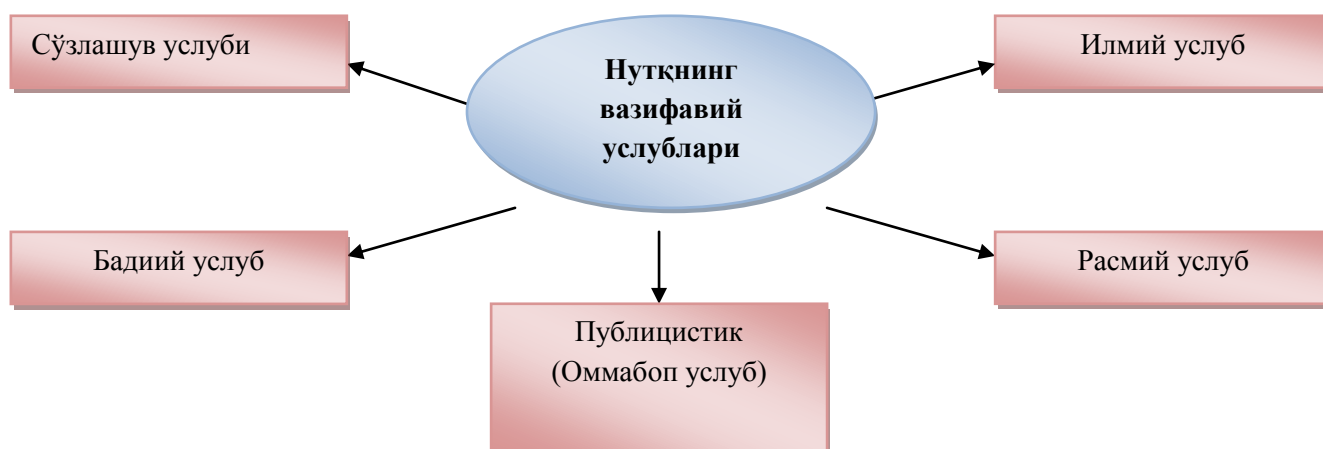 Сўзлашув услуби
Нутқнинг
вазифавий
услублари
Илмий услуб
Бадиий услуб
Расмий услуб
Публицистик
(Оммабоп услуб)